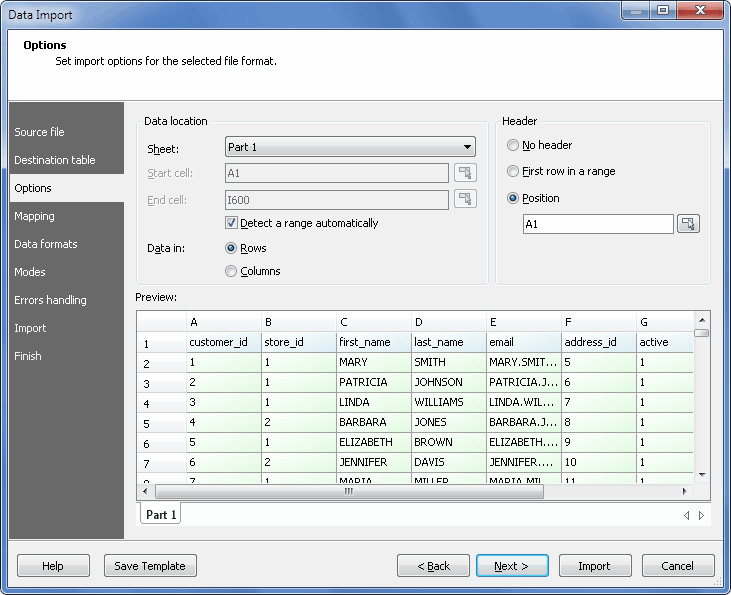 Data Import
Options
Set import options for the selected file format.
Source file
Destination table
Options
Mapping
Data formats
Modes
Errors handling
Import
Finish
Data location
Sheet: Part 1
Start cell: A1
End cell: I600
Detect a range automatically
Data in: Rows
Columns
Header
No header
First row in a range
Position
A1
Preview:
A B C D E F G
1 customer_id store_id first_name last_name email address_id active
2 1 1 MARY SMITH MARY.SMIT... 5 1
3 2 1 PATRICIA JOHNSON PATRICIA.J... 6 1
4 3 1 LINDA WILLIAMS LINDA.WIL... 7 1
5 4 2 BARBARA JONES BARBARA.J... 8 1
6 5 1 ELIZABETH BROWN ELIZABETH.... 9 1
7 6 2 JENNIFER DAVIS JENNIFER.... 10 1
7 1 MARIA MILLER MARIA.MIL... 11 1
Part 1
Help Save Template < Back Next > Import Cancel